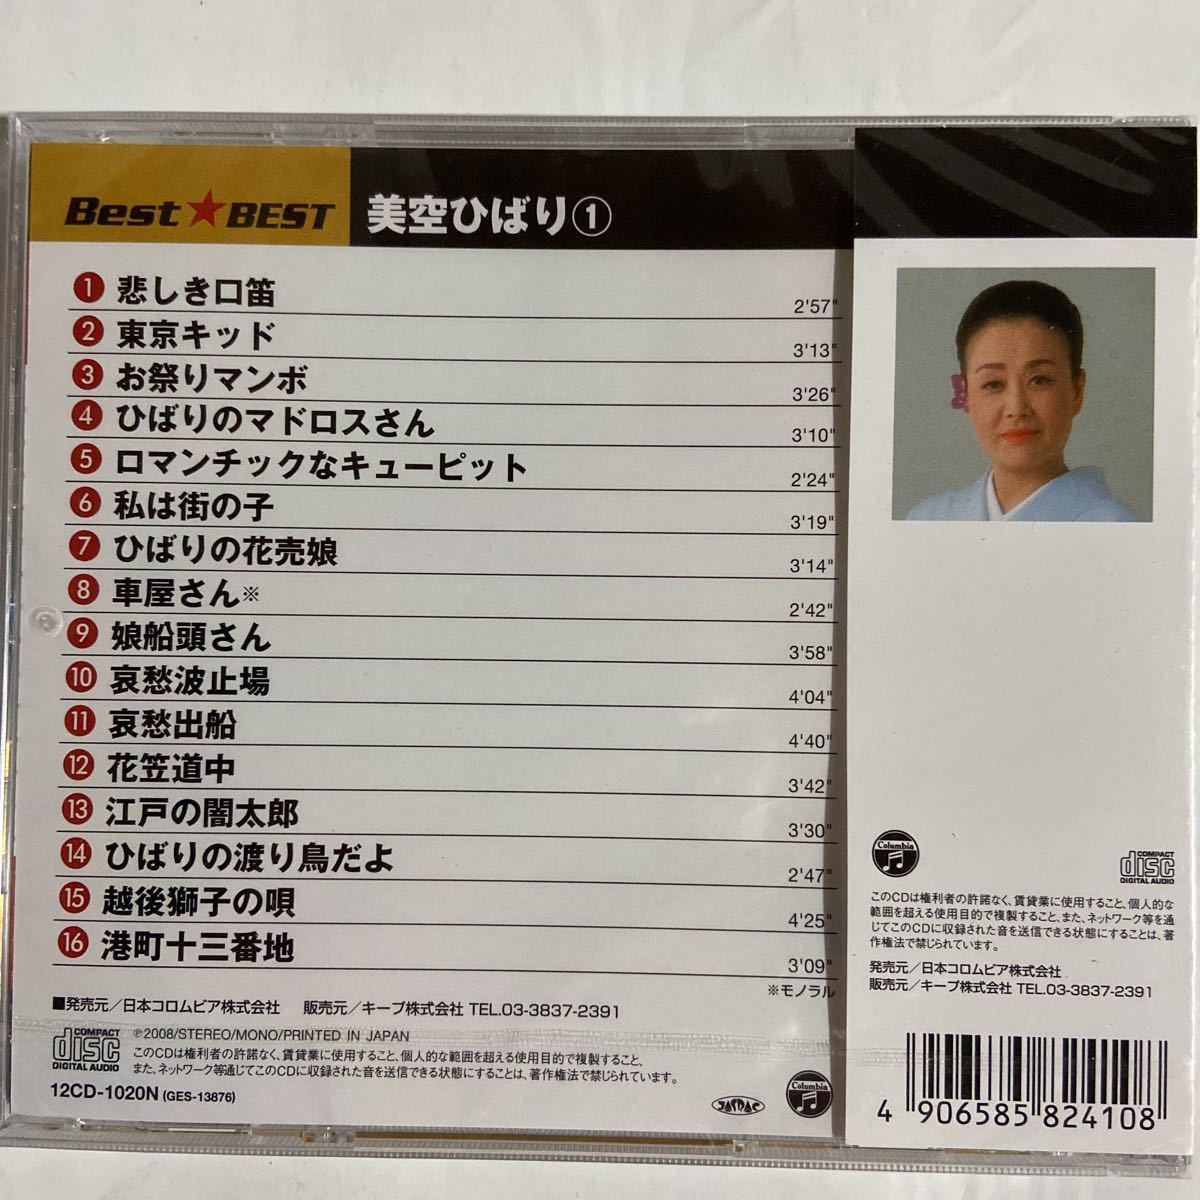 Best★BEST 美空ひばり①
1 悲しき口笛 2'57"
2 東京キッド 3'13"
3 お祭りマンボ 3'26"
4 ひばりのマドロスさん 3'10"
5 ロマンチックなキューピット 2'24"
6 私は街の子 3'19"
7 ひばりの花売娘 3'14"
8 車屋さん※ 2'42"
9 娘船頭さん 3'58"
10 哀愁波止場 4'04"
11 哀愁出船 4'40"
12 花笠道中 3'42"
13 江戸の闇太郎 3'30"
14 ひばりの渡り鳥だよ 2'47"
15 越後獅子の唄 4'25"
16 港町十三番地 3'09"
※モノラル
■発売元／日本コロムビア株式会社 販売元／キープ株式会社 TEL.03-3837-2391
COMPACT disc DIGITAL AUDIO
℗2008/STEREO/MONO/PRINTED IN JAPAN
このCDは権利者の許諾なく、賃貸業に使用すること、個人的な範囲を超える使用目的で複製すること、
また、ネットワーク等通じてこのCDに収録された音を送信できる状態にすることは、著作権法で禁じられています。
12CD-1020N (GES-13876)
JASRAC
Columbia
Columbia
COMPACT disc DIGITAL AUDIO
このCDは権利者の許諾なく、賃貸業に使用すること、個人的な
範囲を超える使用目的で複製すること、また、ネットワーク等を通
じてこのCDに収録された音を送信できる状態にすることは、著
作権法で禁じられています。
発売元／日本コロムビア株式会社
販売元／キープ株式会社 TEL.03-3837-2391
4 906585 824108